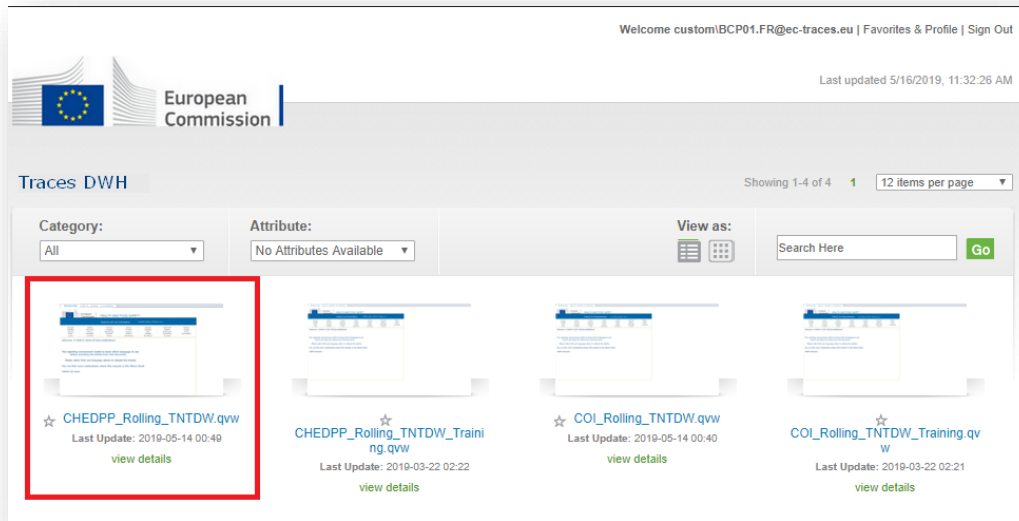 Welcome custom\BCP01.FR@ec-traces.eu | Favorites & Profile | Sign Out
Last updated 5/16/2019, 11:32:26 AM
European
Commission
Traces DWH
Showing 1-4 of 4 1 12 items per page
Category: Attribute: View as:
All No Attributes Available Search Here Go
CHEDPP_Rolling_TNTDW.qvw
Last Update: 2019-05-14 00:49
view details
CHEDPP_Rolling_TNTDW_Traini
ng.qvw
Last Update: 2019-03-22 02:22
view details
COI_Rolling_TNTDW.qvw
Last Update: 2019-05-14 00:40
view details
COI_Rolling_TNTDW_Training.qv
w
Last Update: 2019-03-22 02:21
view details